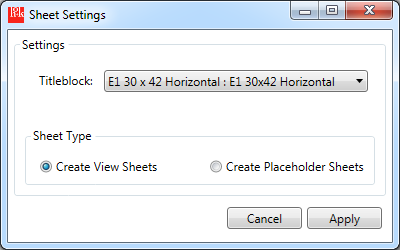 Sheet Settings
Settings
Titleblock: E1 30 x 42 Horizontal : E1 30x42 Horizontal
Sheet Type
Create View Sheets Create Placeholder Sheets
Cancel Apply